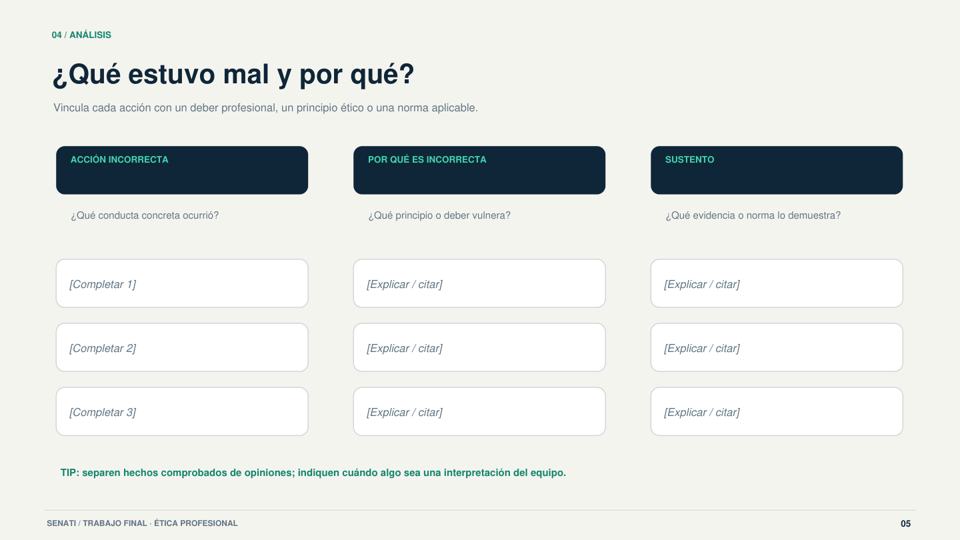 04 / ANÁLISIS
¿Qué estuvo mal y por qué?
Vincula cada acción con un deber profesional, un principio ético o una norma aplicable.
ACCIÓN INCORRECTA
POR QUÉ ES INCORRECTA
SUSTENTO
¿Qué conducta concreta ocurrió?
¿Qué principio o deber vulnera?
¿Qué evidencia o norma lo demuestra?
[Completar 1]
[Explicar / citar]
[Explicar / citar]
[Completar 2]
[Explicar / citar]
[Explicar / citar]
[Completar 3]
[Explicar / citar]
[Explicar / citar]
TIP: separen hechos comprobados de opiniones; indiquen cuándo algo sea una interpretación del equipo.
SENATI / TRABAJO FINAL · ÉTICA PROFESIONAL
05